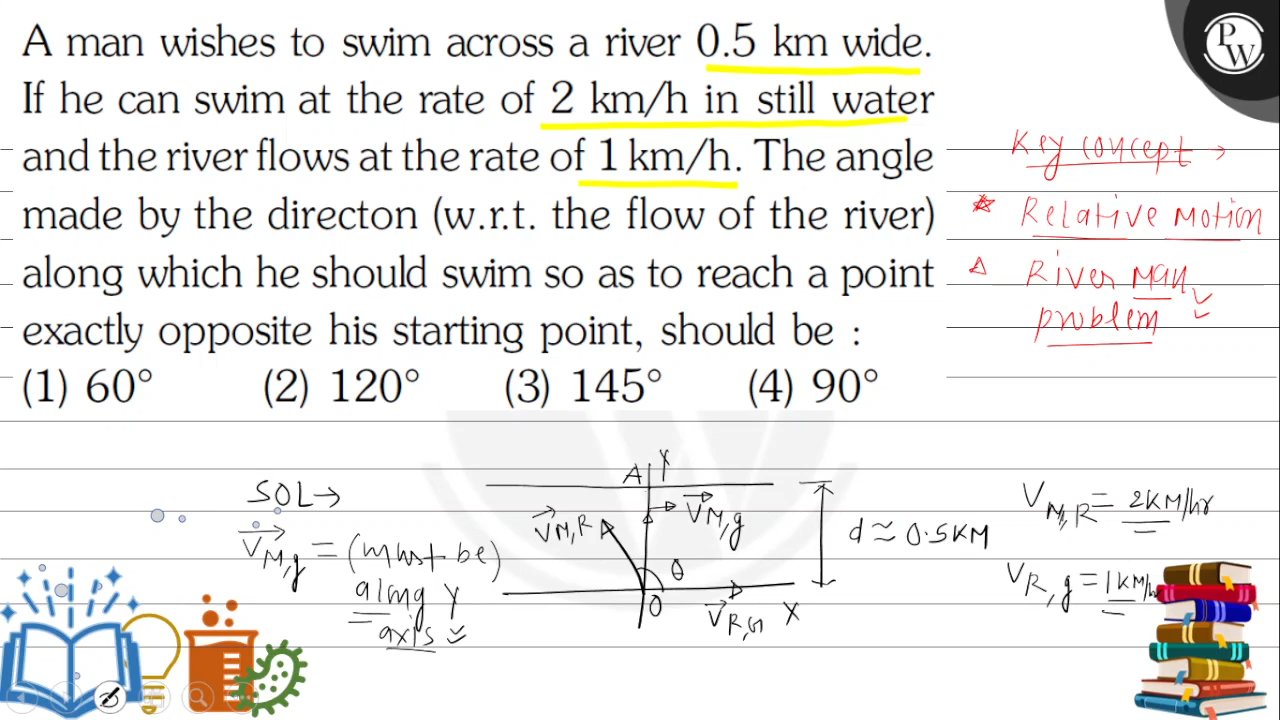 A man wishes to swim across a river 0.5 km wide.
If he can swim at the rate of 2 km/h in still water
and the river flows at the rate of 1 km/h. The angle
made by the directon (w.r.t. the flow of the river)
along which he should swim so as to reach a point
exactly opposite his starting point, should be :
(1) 60° (2) 120° (3) 145° (4) 90°
PW
Key concept →
* Relative Motion
Δ River Man
problem
SOL→
V⃗M,g = (must be)
along Y
axis
A Y
V⃗M,R V⃗M,g
θ
O V⃗R,G X
d ≈ 0.5KM
VM,R = 2KM/hr
VR,g = 1KM/hr